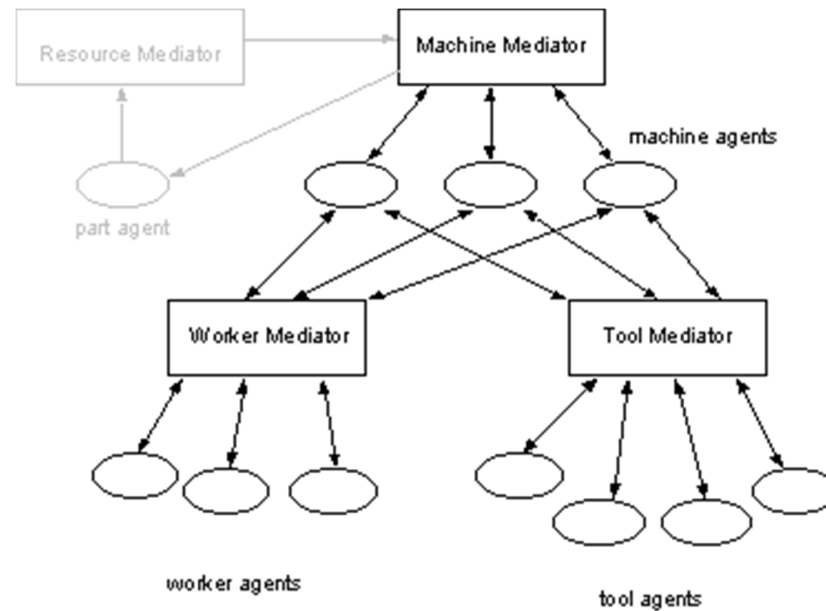 Resource Mediator
Machine Mediator
machine agents
part agent
Worker Mediator
Tool Mediator
worker agents
tool agents